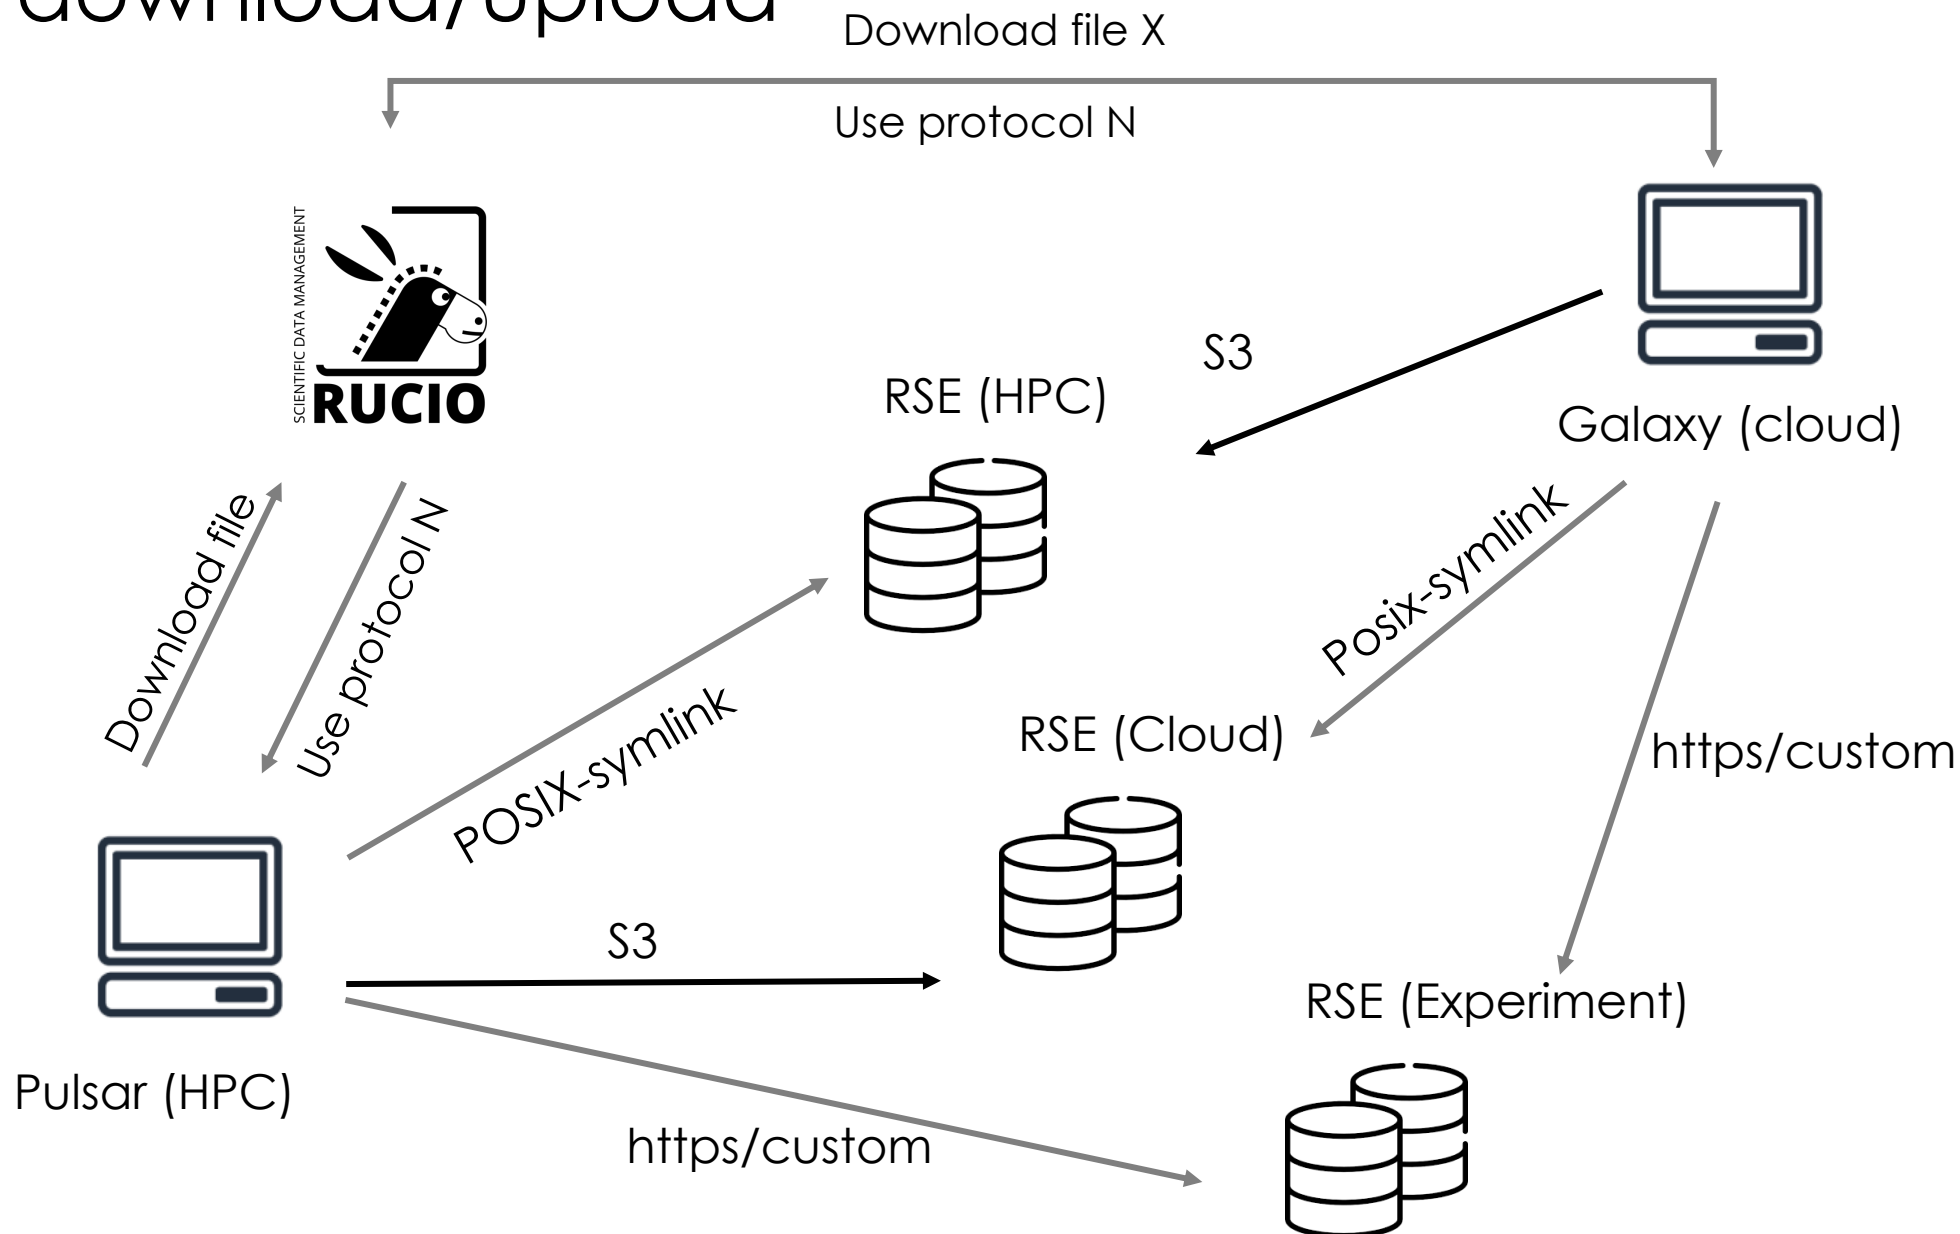 download/upload
Download file X
Use protocol N
SCIENTIFIC DATA MANAGEMENT
RUCIO
S3
RSE (HPC)
Galaxy (cloud)
Download file
Use protocol N
Posix-symlink
POSIX-symlink
RSE (Cloud)
https/custom
S3
RSE (Experiment)
Pulsar (HPC)
https/custom